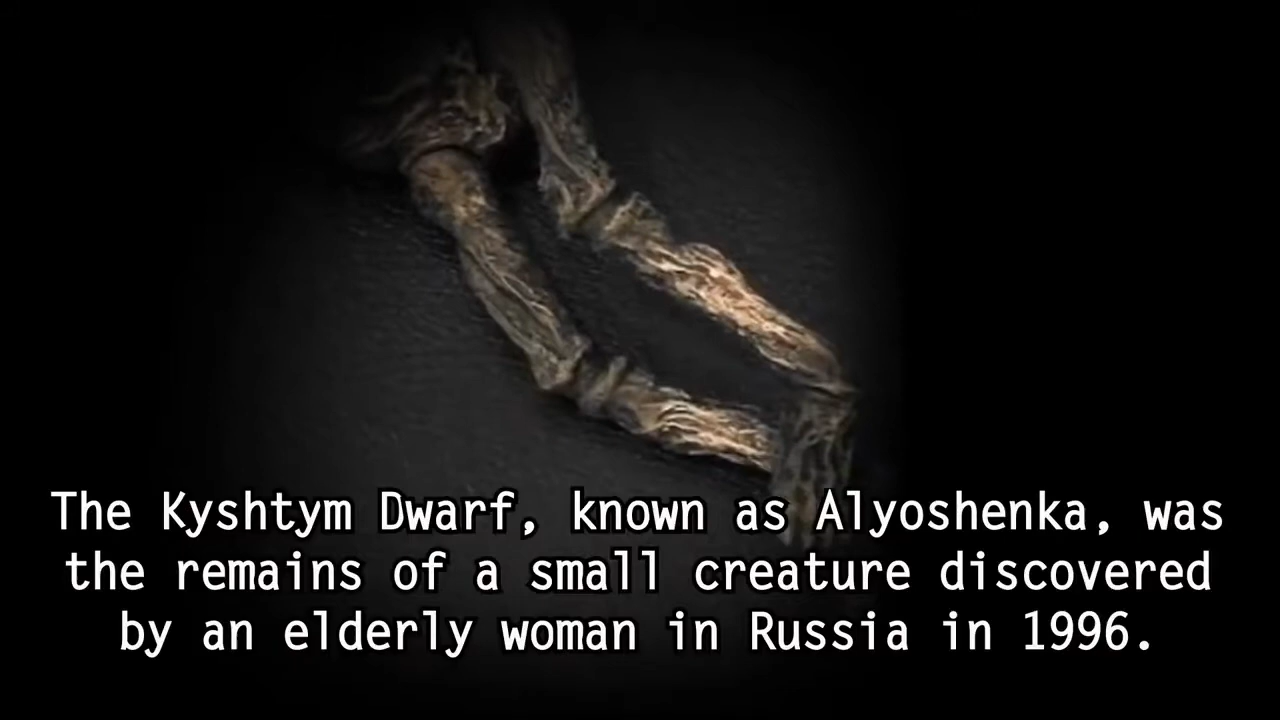 The Kyshtym Dwarf, known as Alyoshenka, was
the remains of a small creature discovered
by an elderly woman in Russia in 1996.